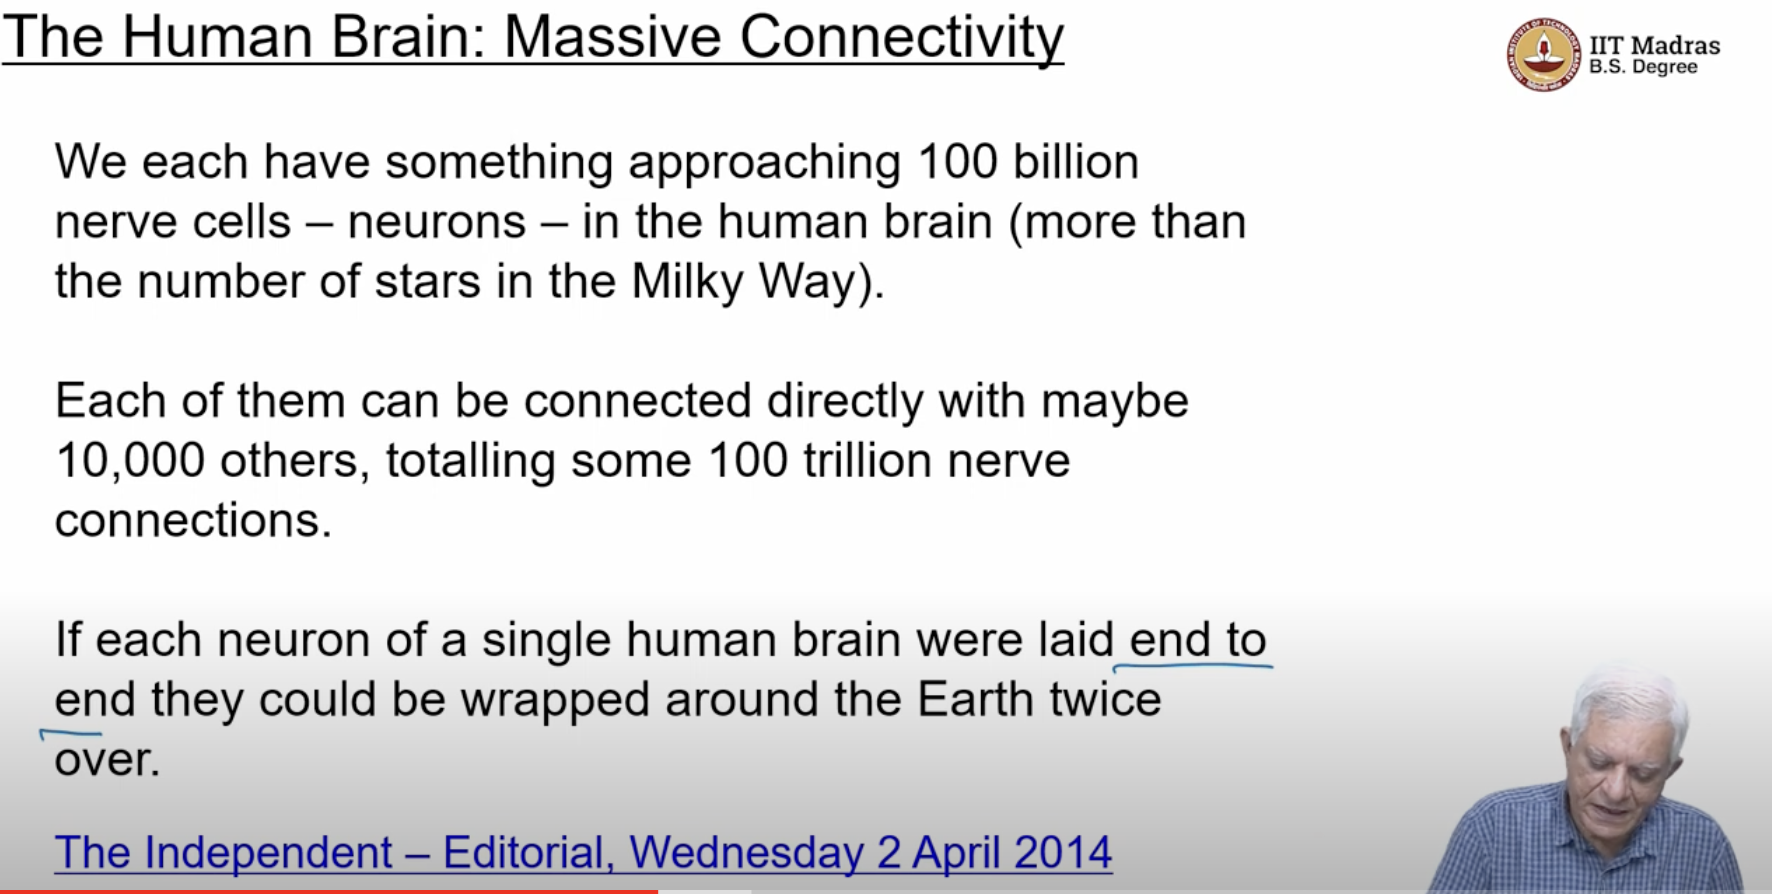 The Human Brain: Massive Connectivity
IIT Madras
B.S. Degree
We each have something approaching 100 billion
nerve cells – neurons – in the human brain (more than
the number of stars in the Milky Way).
Each of them can be connected directly with maybe
10,000 others, totalling some 100 trillion nerve
connections.
If each neuron of a single human brain were laid end to
end they could be wrapped around the Earth twice
over.
The Independent – Editorial, Wednesday 2 April 2014